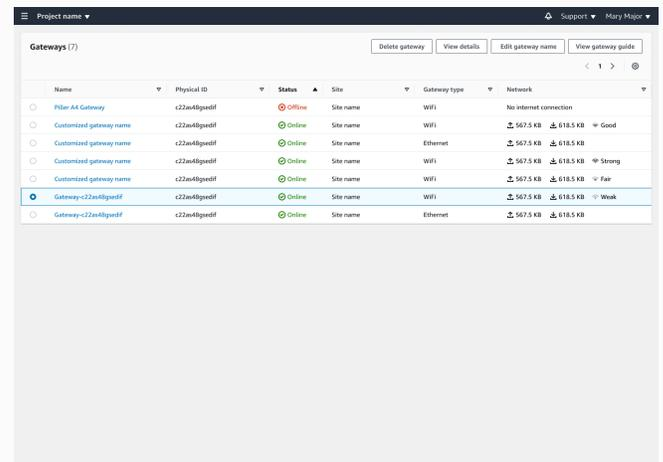 Project name Support Mary Major
Gateways (7) Delete gateway View details Edit gateway name View gateway guide
1
Name Physical ID Status Site Gateway type Network
Piller A4 Gateway c22as48gsedif Offline Site name WiFi No internet connection
Customized gateway name c22as48gsedif Online Site name WiFi 567.5 KB 618.5 KB Good
Customized gateway name c22as48gsedif Online Site name Ethernet 567.5 KB 618.5 KB
Customized gateway name c22as48gsedif Online Site name WiFi 567.5 KB 618.5 KB Strong
Customized gateway name c22as48gsedif Online Site name WiFi 567.5 KB 618.5 KB Fair
Gateway-c22as48gsedif c22as48gsedif Online Site name WiFi 567.5 KB 618.5 KB Weak
Gateway-c22as48gsedif c22as48gsedif Online Site name Ethernet 567.5 KB 618.5 KB